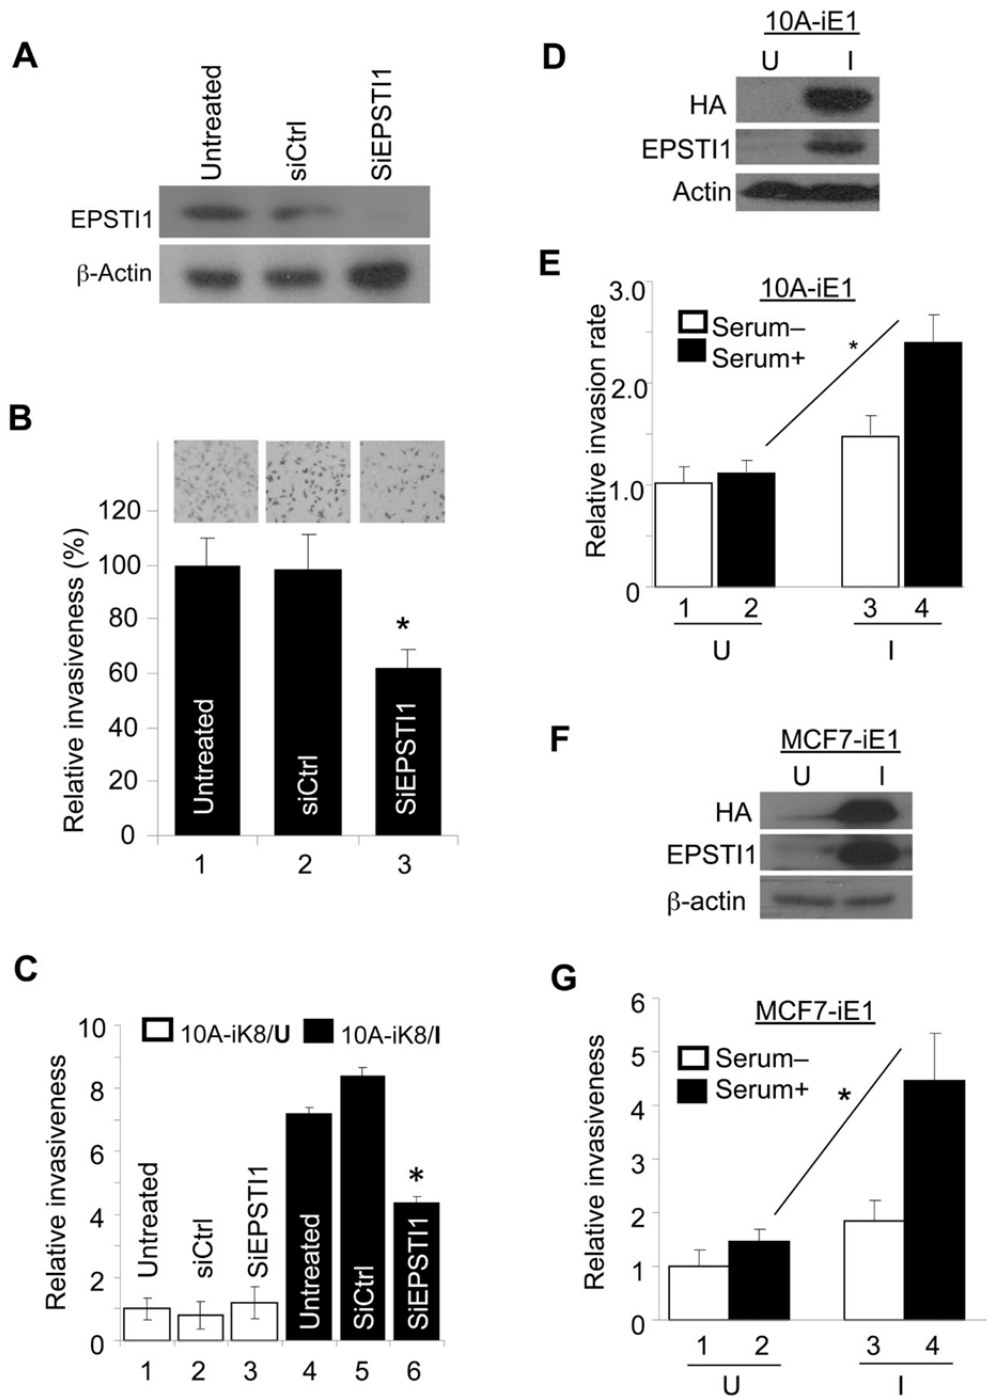 A
Untreated
siCtrl
SiEPSTI1
EPSTI1
β-Actin
B
Relative invasiveness (%)
120
100
80
60
40
20
0
*
Untreated
siCtrl
SiEPSTI1
1 2 3
C
Relative invasiveness
10
8
6
4
2
0
10A-iK8/U 10A-iK8/I
*
Untreated
siCtrl
SiEPSTI1
Untreated
SiCtrl
SiEPSTI1
1 2 3 4 5 6
D
10A-iE1
U I
HA
EPSTI1
Actin
E
10A-iE1
Relative invasion rate
3.0
2.0
1.0
0
Serum–
Serum+
*
1 2 3 4
U I
F
MCF7-iE1
U I
HA
EPSTI1
β-actin
G
MCF7-iE1
Relative invasiveness
6
5
4
3
2
1
0
Serum–
Serum+
*
1 2 3 4
U I